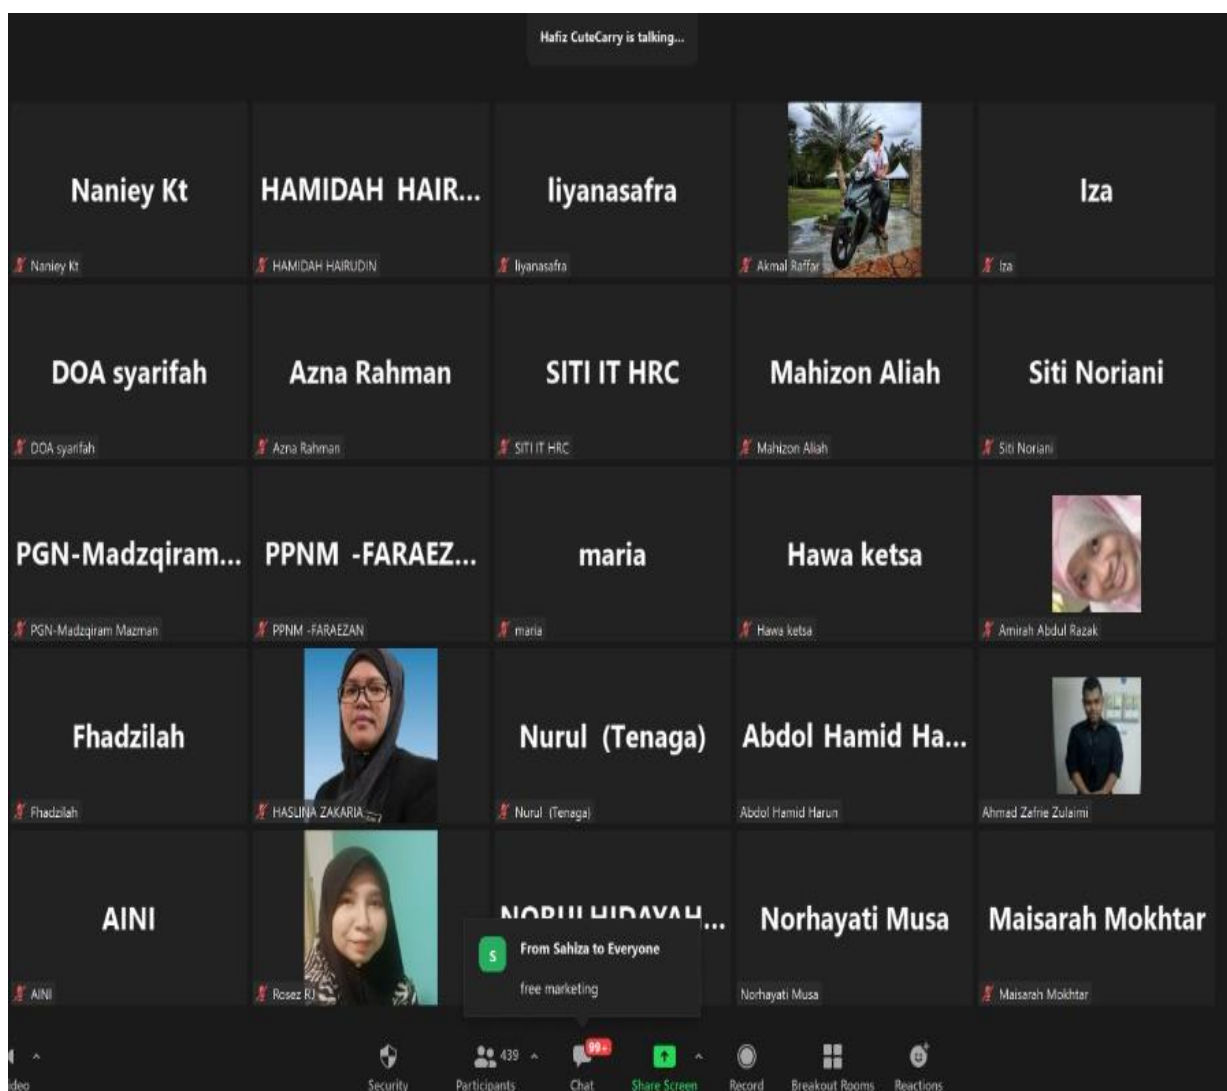 Hafiz CuteCarry is talking...
Naniey Kt
HAMIDAH HAIR...
liyanasafra
Iza
Naniey Kt
HAMIDAH HAIRUDIN
liyanasafra
Akmal Raffar
Iza
DOA syarifah
Azna Rahman
SITI IT HRC
Mahizon Aliah
Siti Noriani
DOA syarifah
Azna Rahman
SITI IT HRC
Mahizon Aliah
Siti Noriani
PGN-Madzqiram...
PPNM -FARAEZ...
maria
Hawa ketsa
PGN-Madzqiram Mazman
PPNM -FARAEZAN
maria
Hawa ketsa
Amirah Abdul Razak
Fhadzilah
Nurul (Tenaga)
Abdol Hamid Ha...
Fhadzilah
HASLINA ZAKARIA
Nurul (Tenaga)
Abdol Hamid Harun
Ahmad Zafrie Zulaimi
AINI
NORULHIDAYAH...
Norhayati Musa
Maisarah Mokhtar
S
From Sahiza to Everyone
free marketing
AINI
Rosez RJ
Norhayati Musa
Maisarah Mokhtar
439
99+
Security
Participants
Chat
Share Screen
Record
Breakout Rooms
Reactions